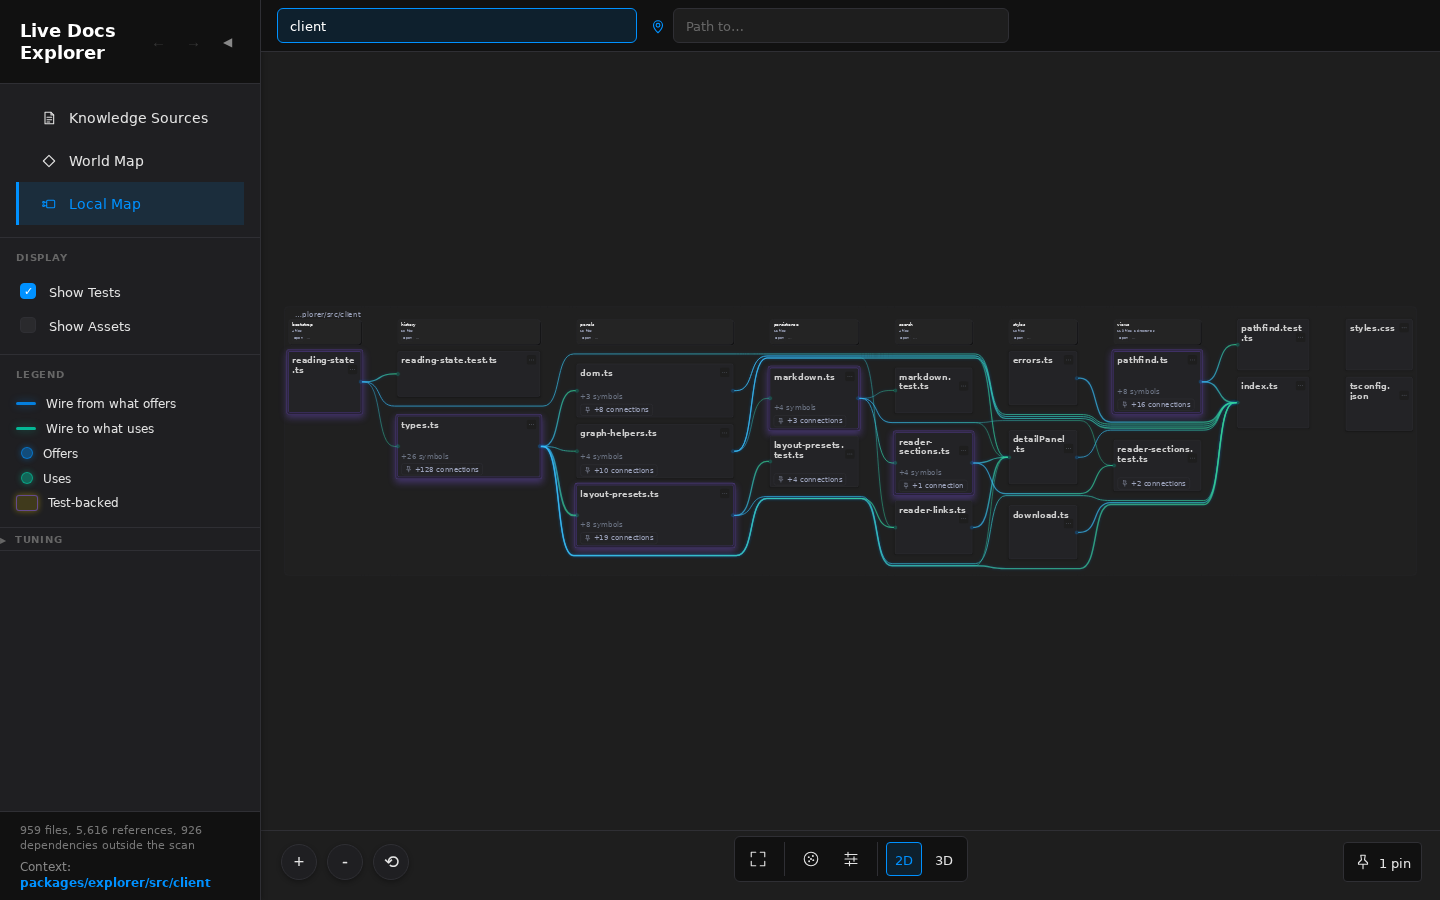 Live Docs
Explorer
client
Path to...
Knowledge Sources
World Map
Local Map
DISPLAY
Show Tests
Show Assets
LEGEND
Wire from what offers
Wire to what uses
Offers
Uses
Test-backed
TUNING
959 files, 5,616 references, 926
dependencies outside the scan
Context:
packages/explorer/src/client
...plorer/src/client
bootstrap
history
panels
persistence
search
styles
views
reading-state
.ts
reading-state.test.ts
types.ts
+26 symbols
+128 connections
dom.ts
+3 symbols
+8 connections
graph-helpers.ts
+4 symbols
+10 connections
layout-presets.ts
+8 symbols
+19 connections
markdown.ts
+4 symbols
+3 connections
layout-presets.
test.ts
+4 connections
markdown.
test.ts
reader-
sections.ts
+4 symbols
+1 connection
reader-links.ts
errors.ts
detailPanel
.ts
download.ts
pathfind.ts
+8 symbols
+16 connections
reader-sections.
test.ts
+2 connections
pathfind.test
.ts
index.ts
styles.css
tsconfig.
json
+
-
2D
3D
1 pin